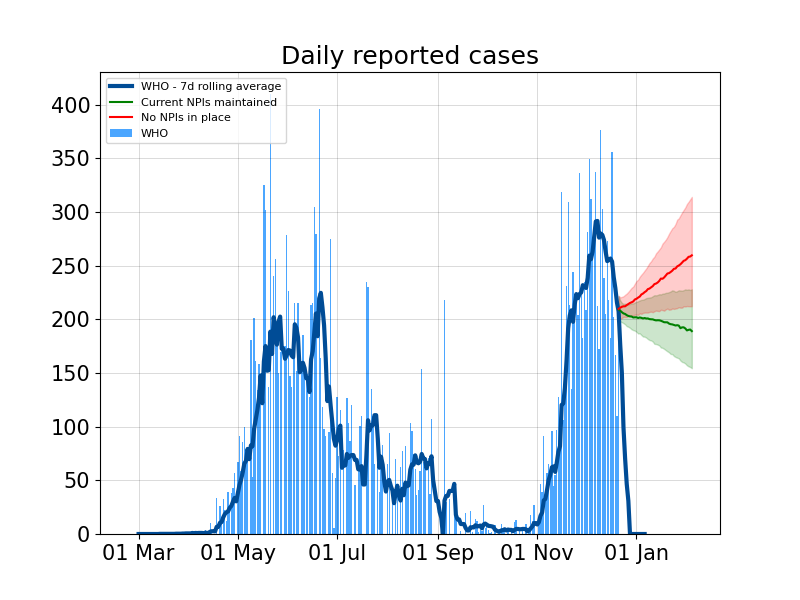 Daily reported cases
WHO - 7d rolling average
Current NPIs maintained
No NPIs in place
WHO
400
350
300
250
200
150
100
50
0
01 Mar
01 May
01 Jul
01 Sep
01 Nov
01 Jan